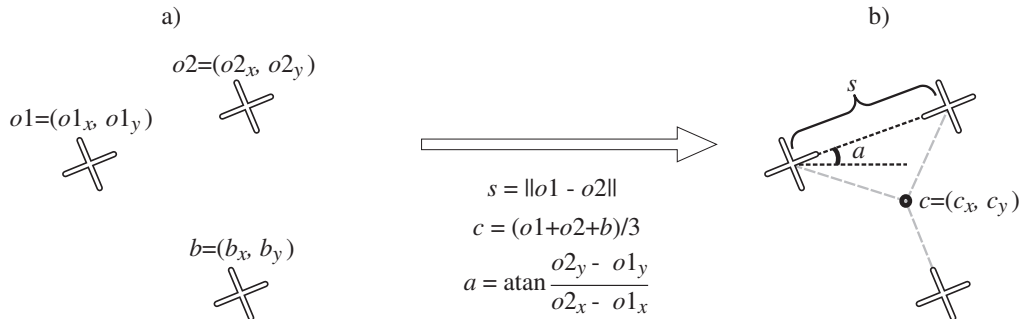 a)
o1=(o1x, o1y)
o2=(o2x, o2y)
b=(bx, by)
s = ||o1 - o2||
c = (o1+o2+b)/3
a = atan o2y - o1y
o2x - o1x
b)
s
a
c=(cx, cy)